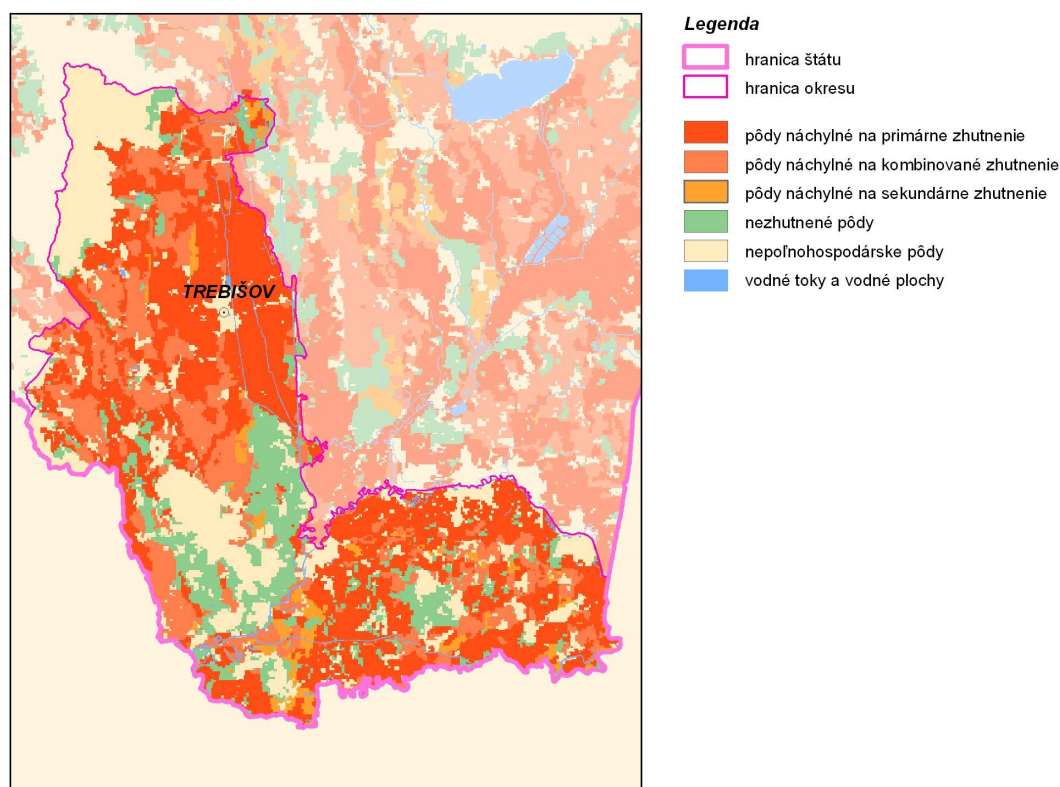 TREBIŠOV
Legenda
hranica štátu
hranica okresu
pôdy náchylné na primárne zhutnenie
pôdy náchylné na kombinované zhutnenie
pôdy náchylné na sekundárne zhutnenie
nezhutnené pôdy
nepoľnohospodárske pôdy
vodné toky a vodné plochy